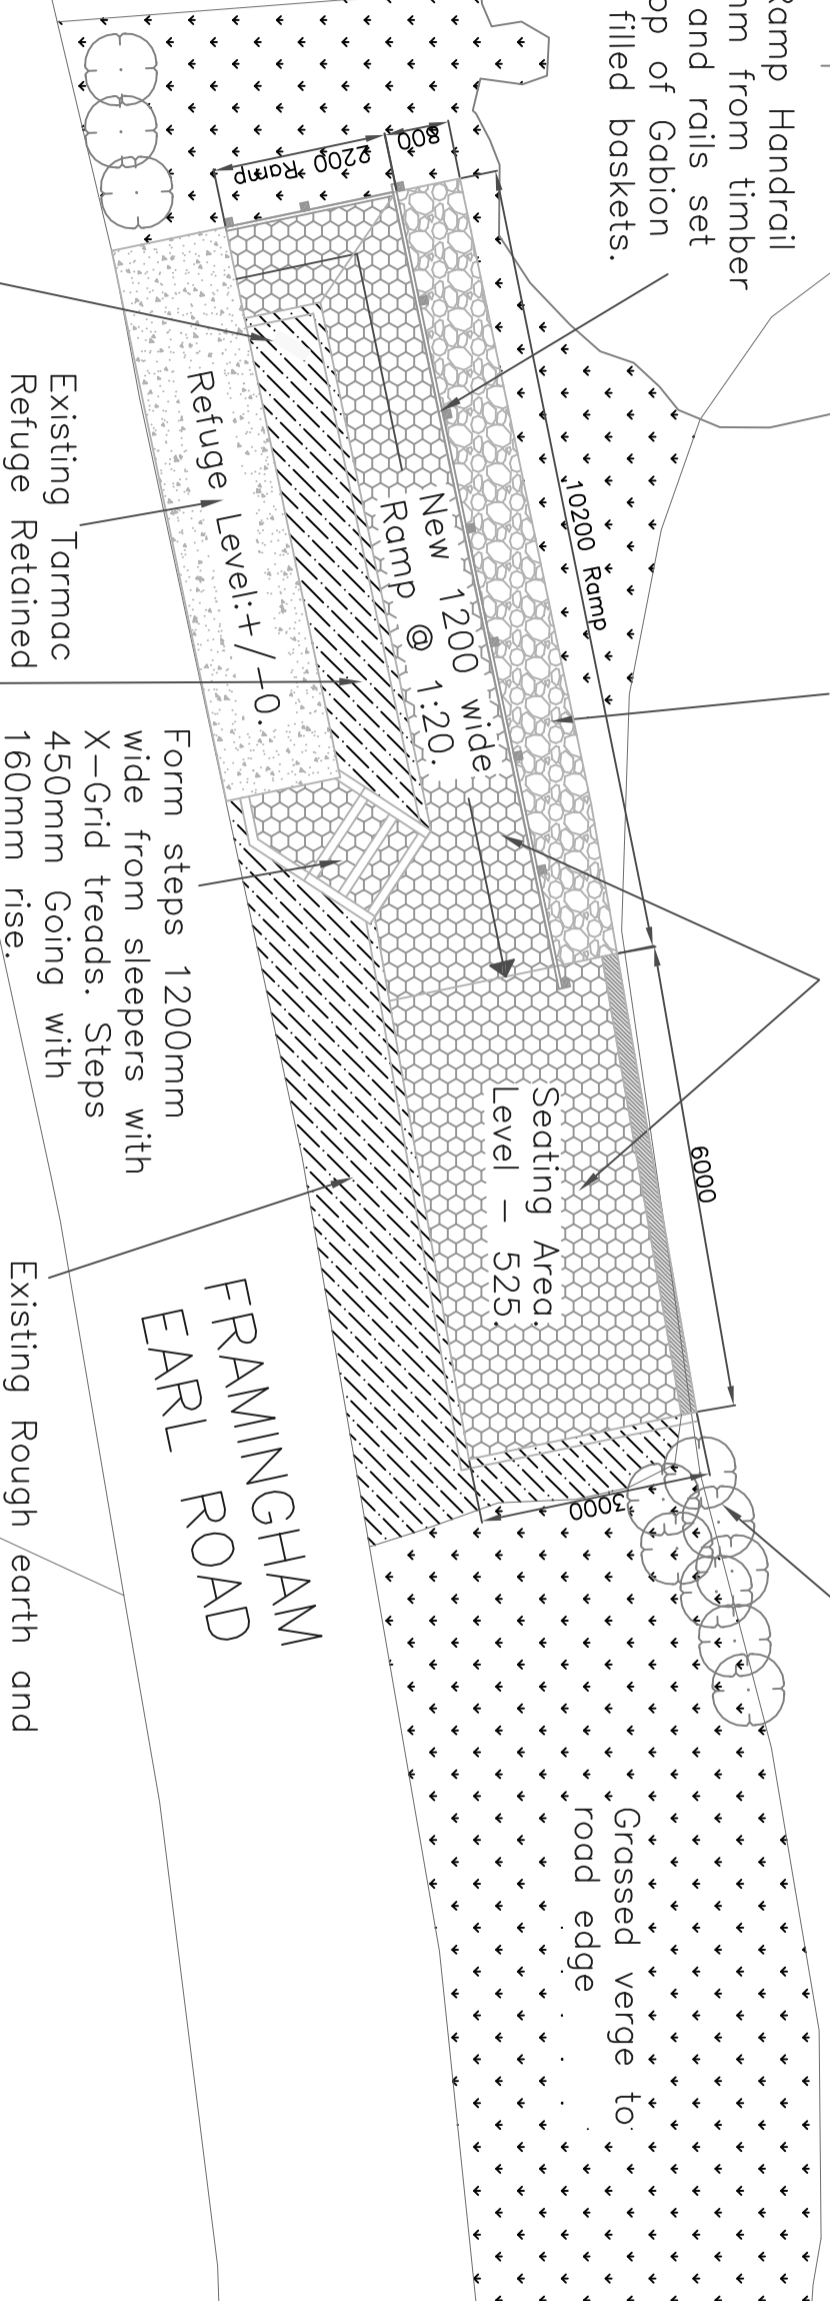 Ramp Handrail
from timber
and rails set
of Gabion
filled baskets.
800
2200 Ramp
10200 Ramp
New 1200 wide
Ramp @ 1:20.
Refuge Level:+/-0.
Existing Tarmac
Refuge Retained
Form steps 1200mm
wide from sleepers with
X-Grid treads. Steps
450mm Going with
160mm rise.
6000
Seating Area.
Level - 525.
3000
FRAMINGHAM
EARL ROAD
Existing Rough earth and
Grassed verge to
road edge